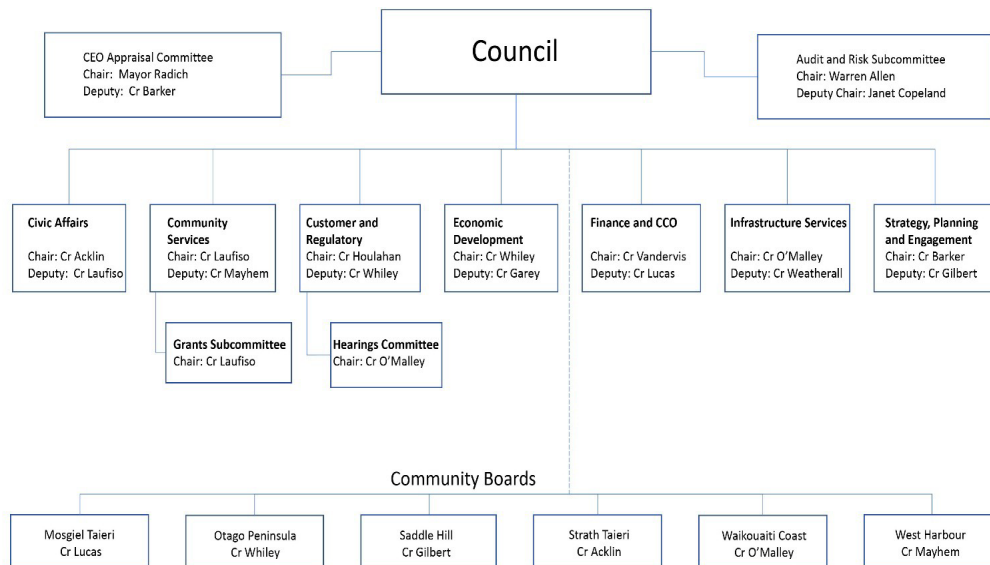 Council
CEO Appraisal Committee
Chair: Mayor Radich
Deputy: Cr Barker
Audit and Risk Subcommittee
Chair: Warren Allen
Deputy Chair: Janet Copeland
Civic Affairs
Chair: Cr Acklin
Deputy: Cr Laufiso
Community
Services
Chair: Cr Laufiso
Deputy: Cr Mayhem
Customer and
Regulatory
Chair: Cr Houlahan
Deputy: Cr Whiley
Economic
Development
Chair: Cr Whiley
Deputy: Cr Garey
Finance and CCO
Chair: Cr Vandervis
Deputy: Cr Lucas
Infrastructure Services
Chair: Cr O’Malley
Deputy: Cr Weatherall
Strategy, Planning
and Engagement
Chair: Cr Barker
Deputy: Cr Gilbert
Grants Subcommittee
Chair: Cr Laufiso
Hearings Committee
Chair: Cr O’Malley
Community Boards
Mosgiel Taieri
Cr Lucas
Otago Peninsula
Cr Whiley
Saddle Hill
Cr Gilbert
Strath Taieri
Cr Acklin
Waikouaiti Coast
Cr O’Malley
West Harbour
Cr Mayhem